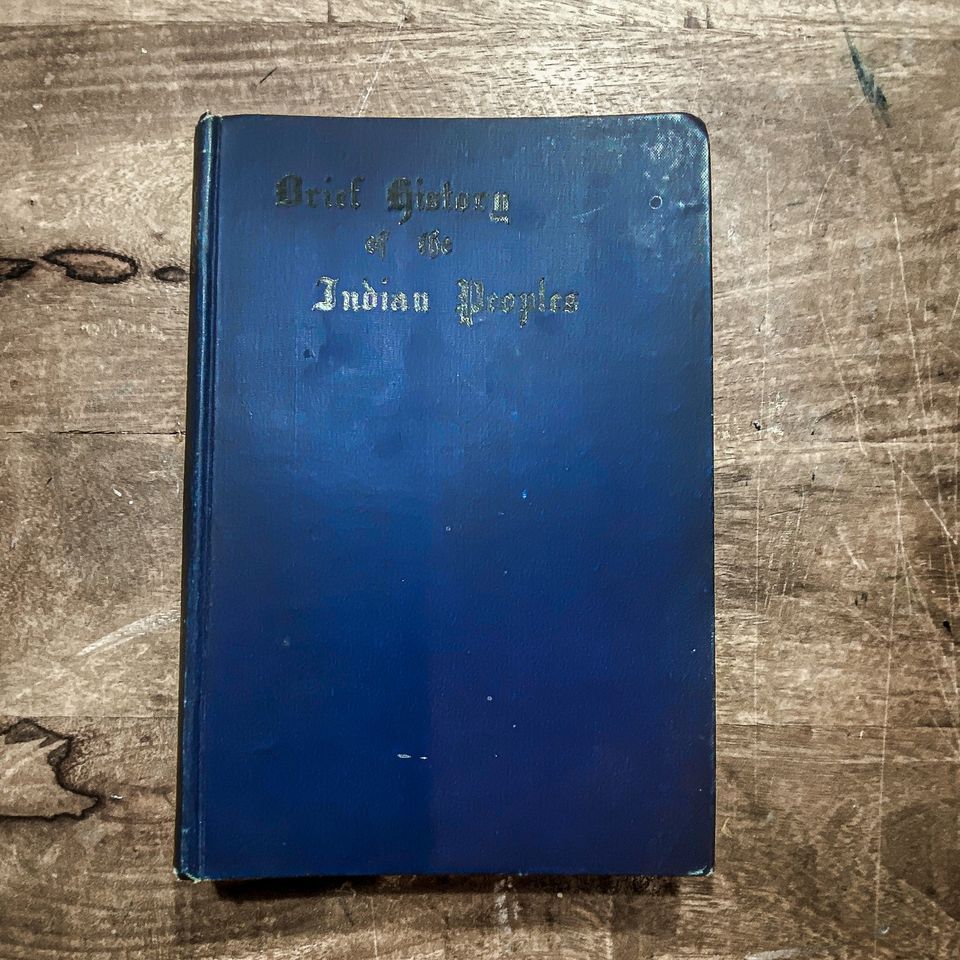 Brief History
of the
Indian Peoples